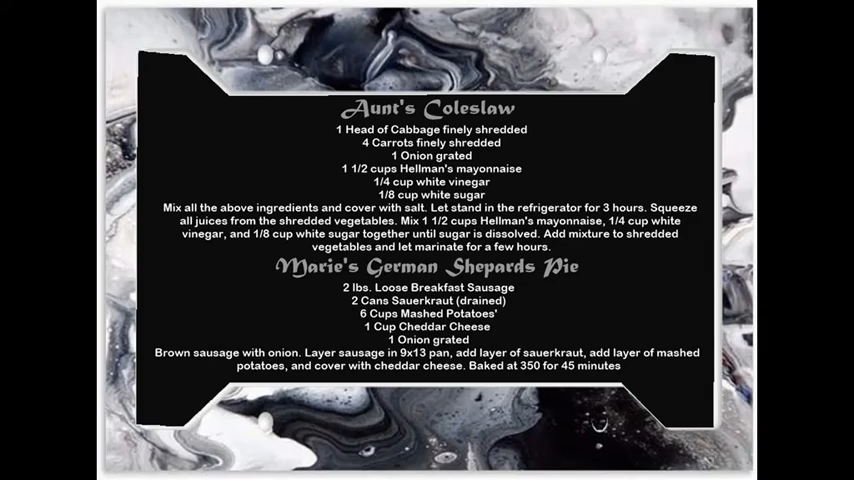 Aunt's Coleslaw
1 Head of Cabbage finely shredded
4 Carrots finely shredded
1 Onion grated
1 1/2 cups Hellman's mayonnaise
1/4 cup white vinegar
1/8 cup white sugar
Mix all the above ingredients and cover with salt. Let stand in the refrigerator for 3 hours. Squeeze
all juices from the shredded vegetables. Mix 1 1/2 cups Hellman's mayonnaise, 1/4 cup white
vinegar, and 1/8 cup white sugar together until sugar is dissolved. Add mixture to shredded
vegetables and let marinate for a few hours.
Marie's German Shepards Pie
2 lbs. Loose Breakfast Sausage
2 Cans Sauerkraut (drained)
6 Cups Mashed Potatoes'
1 Cup Cheddar Cheese
1 Onion grated
Brown sausage with onion. Layer sausage in 9x13 pan, add layer of sauerkraut, add layer of mashed
potatoes, and cover with cheddar cheese. Baked at 350 for 45 minutes